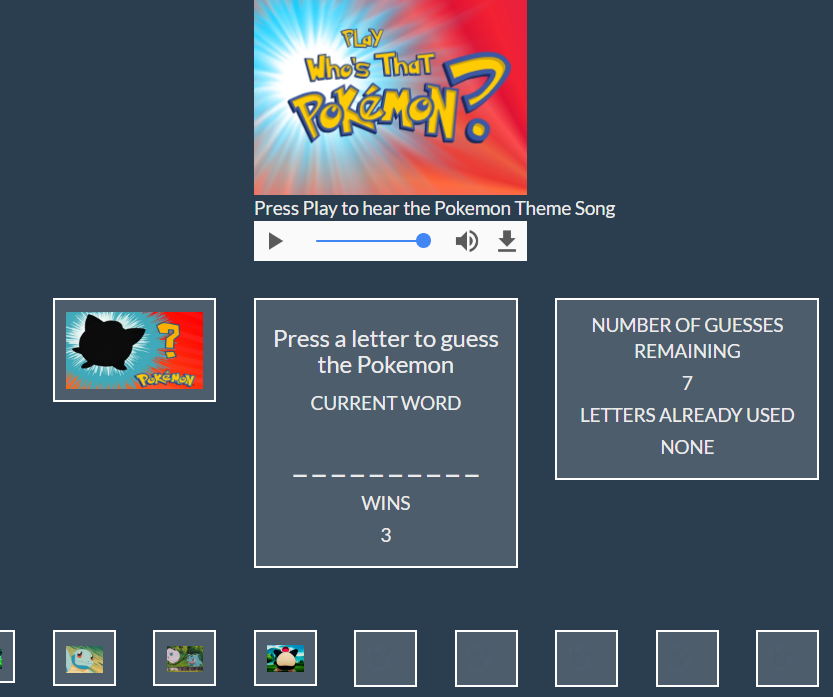 PLAY
WHO'S THAT
POKéMON?
Press Play to hear the Pokemon Theme Song
?
POKéMON
Press a letter to guess
the Pokemon
CURRENT WORD
_ _ _ _ _ _ _ _ _ _
WINS
3
NUMBER OF GUESSES
REMAINING
7
LETTERS ALREADY USED
NONE